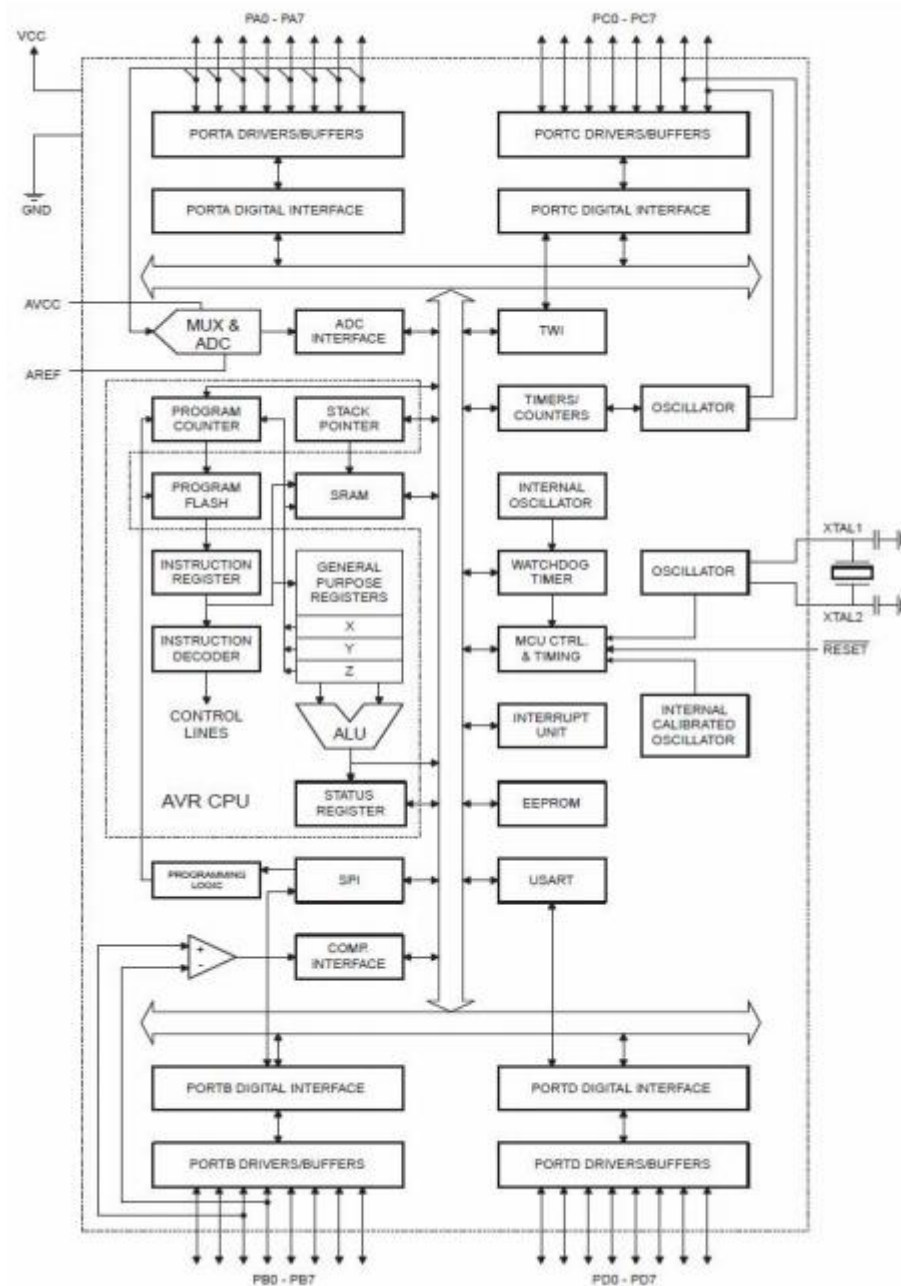 PA0 - PA7
PC0 - PC7
VCC
PORTA DRIVERS/BUFFERS
PORTC DRIVERS/BUFFERS
GND
PORTA DIGITAL INTERFACE
PORTC DIGITAL INTERFACE
AVCC
MUX &
ADC
ADC
INTERFACE
TWI
AREF
PROGRAM
COUNTER
STACK
POINTER
TIMERS/
COUNTERS
OSCILLATOR
PROGRAM
FLASH
SRAM
INTERNAL
OSCILLATOR
XTAL1
INSTRUCTION
REGISTER
GENERAL
PURPOSE
REGISTERS
WATCHDOG
TIMER
OSCILLATOR
XTAL2
X
INSTRUCTION
DECODER
Y
MCU CTRL.
& TIMING
RESET
Z
CONTROL
LINES
ALU
INTERRUPT
UNIT
INTERNAL
CALIBRATED
OSCILLATOR
AVR CPU
STATUS
REGISTER
EEPROM
PROGRAMMING
LOGIC
SPI
USART
+
-
COMP.
INTERFACE
PORTB DIGITAL INTERFACE
PORTD DIGITAL INTERFACE
PORTB DRIVERS/BUFFERS
PORTD DRIVERS/BUFFERS
PB0 - PB7
PD0 - PD7